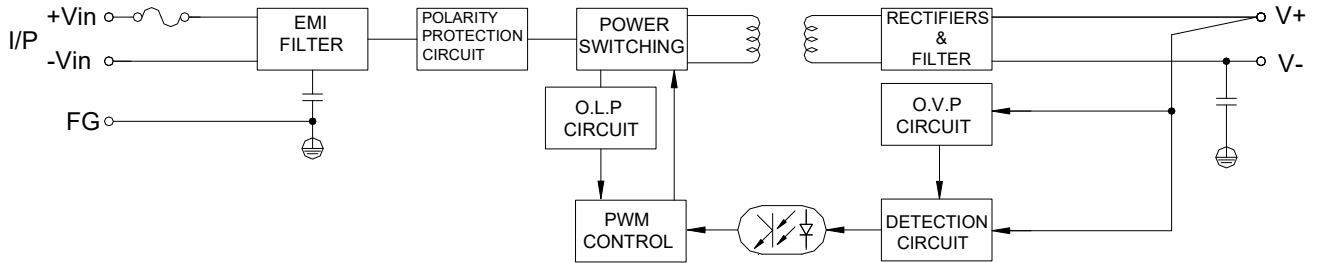 I/P
+Vin
-Vin
FG
EMI
FILTER
POLARITY
PROTECTION
CIRCUIT
POWER
SWITCHING
RECTIFIERS
&
FILTER
V+
V-
O.L.P
CIRCUIT
O.V.P
CIRCUIT
PWM
CONTROL
DETECTION
CIRCUIT